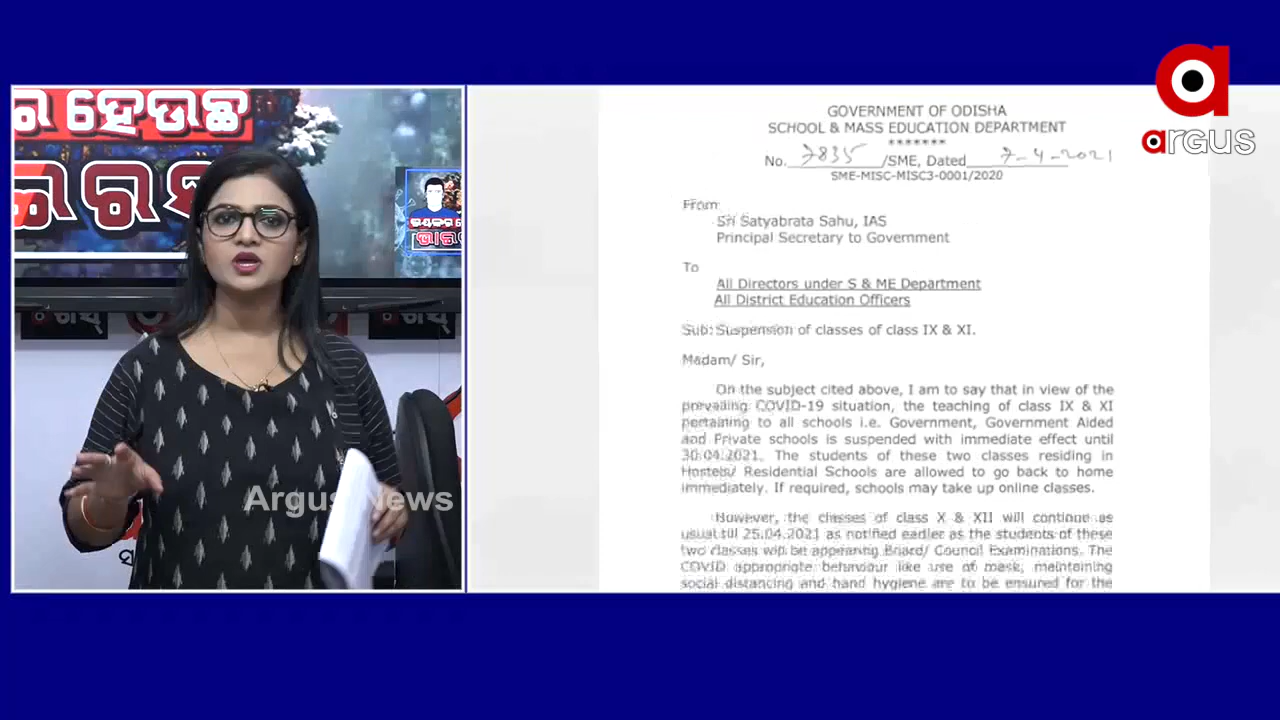 ର ହେଉଛି
ଭାଇରସ
argus
Argus News
GOVERNMENT OF ODISHA
SCHOOL & MASS EDUCATION DEPARTMENT
*******
No. 7835 /SME, Dated 7-4-2021
SME-MISC-MISC3-0001/2020
From
Sri Satyabrata Sahu, IAS
Principal Secretary to Government
To
All Directors under S & ME Department
All District Education Officers
Sub: Suspension of classes of class IX & XI.
Madam/ Sir,
On the subject cited above, I am to say that in view of the
prevailing COVID-19 situation, the teaching of class IX & XI
pertaining to all schools i.e. Government, Government Aided
and Private schools is suspended with immediate effect until
30.04.2021. The students of these two classes residing in
Hostels/ Residential Schools are allowed to go back to home
immediately. If required, schools may take up online classes.
However, the classes of class X & XII will continue as
usual till 25.04.2021 as notified earlier as the students of these
two classes will be appearing Board/ Council Examinations. The
COVID appropriate behaviour like use of mask, maintaining
social distancing and hand hygiene are to be ensured for the